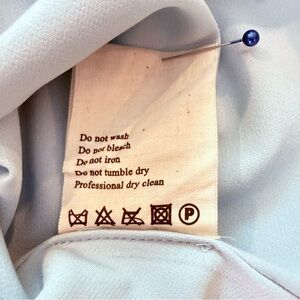 Do not wash
Do not bleach
Do not iron
Do not tumble dry
Professional dry clean
P